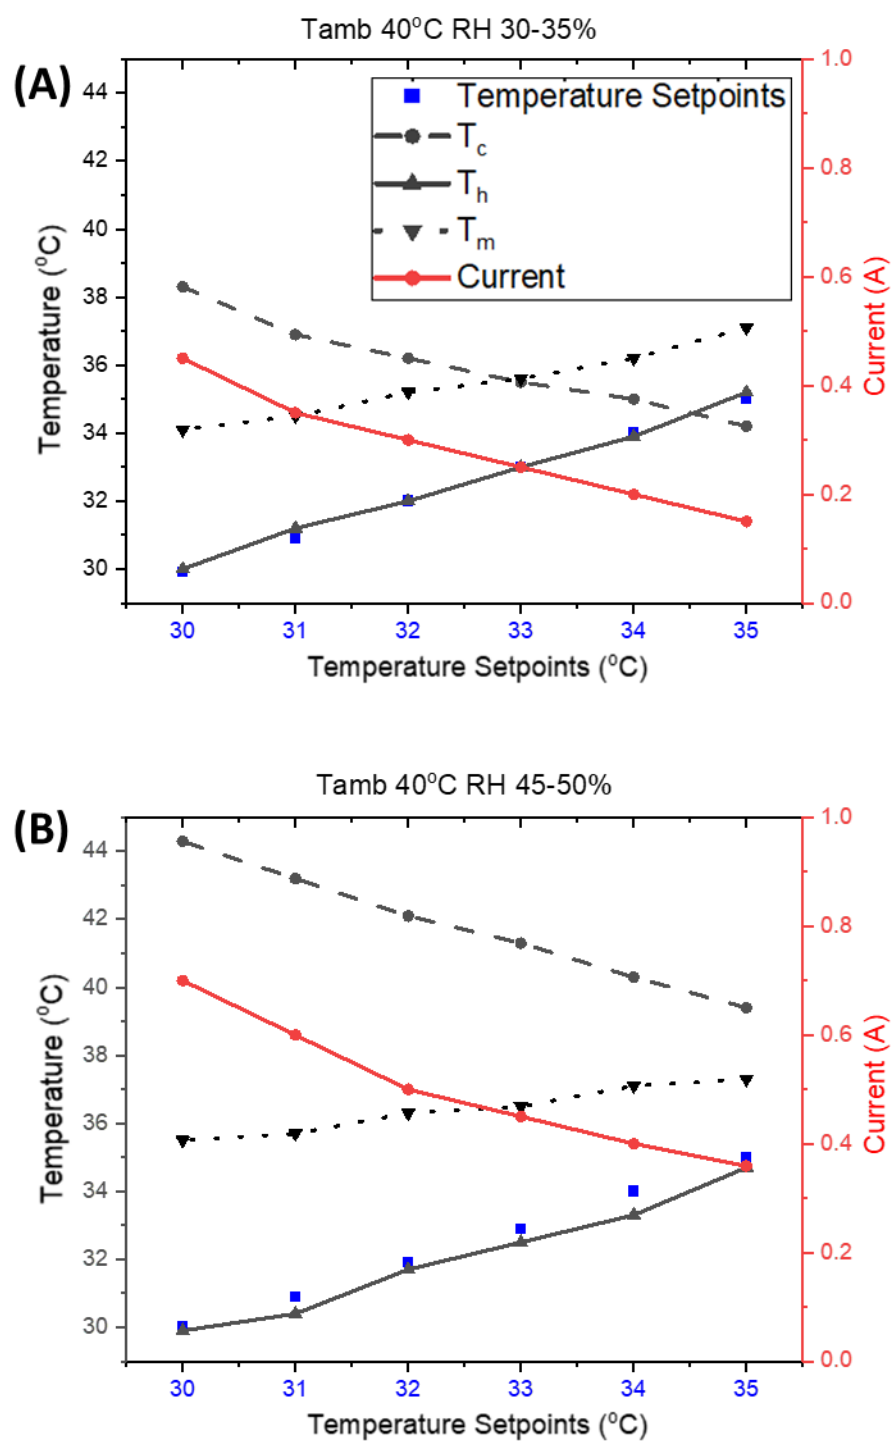 Tamb 40°C RH 30-35%
(A)
Temperature Setpoints
Tc
Th
Tm
Current
44
42
40
38
36
34
32
30
Temperature (°C)
1.0
0.8
0.6
0.4
0.2
0.0
Current (A)
30 31 32 33 34 35
Temperature Setpoints (°C)
Tamb 40°C RH 45-50%
(B)
44
42
40
38
36
34
32
30
Temperature (°C)
1.0
0.8
0.6
0.4
0.2
0.0
Current (A)
30 31 32 33 34 35
Temperature Setpoints (°C)